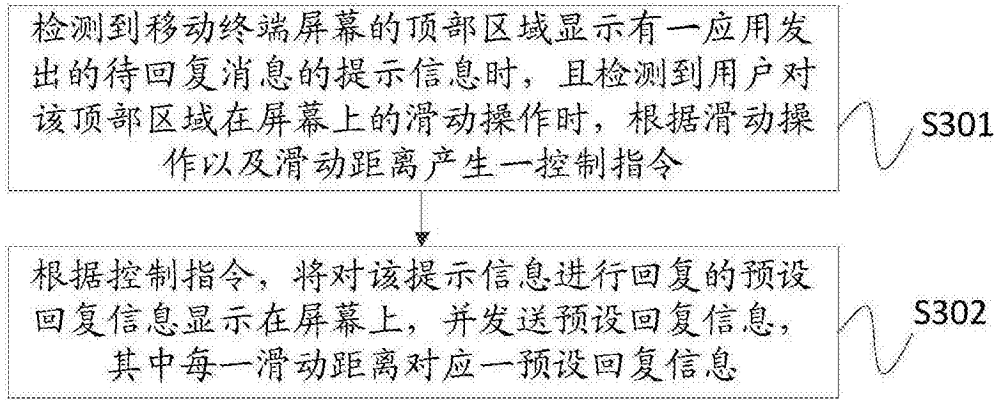 检测到移动终端屏幕的顶部区域显示有一应用发
出的待回复消息的提示信息时，且检测到用户对
该顶部区域在屏幕上的滑动操作时，根据滑动操
作以及滑动距离产生一控制指令
S301
根据控制指令，将对该提示信息进行回复的预设
回复信息显示在屏幕上，并发送预设回复信息，
其中每一滑动距离对应一预设回复信息
S302